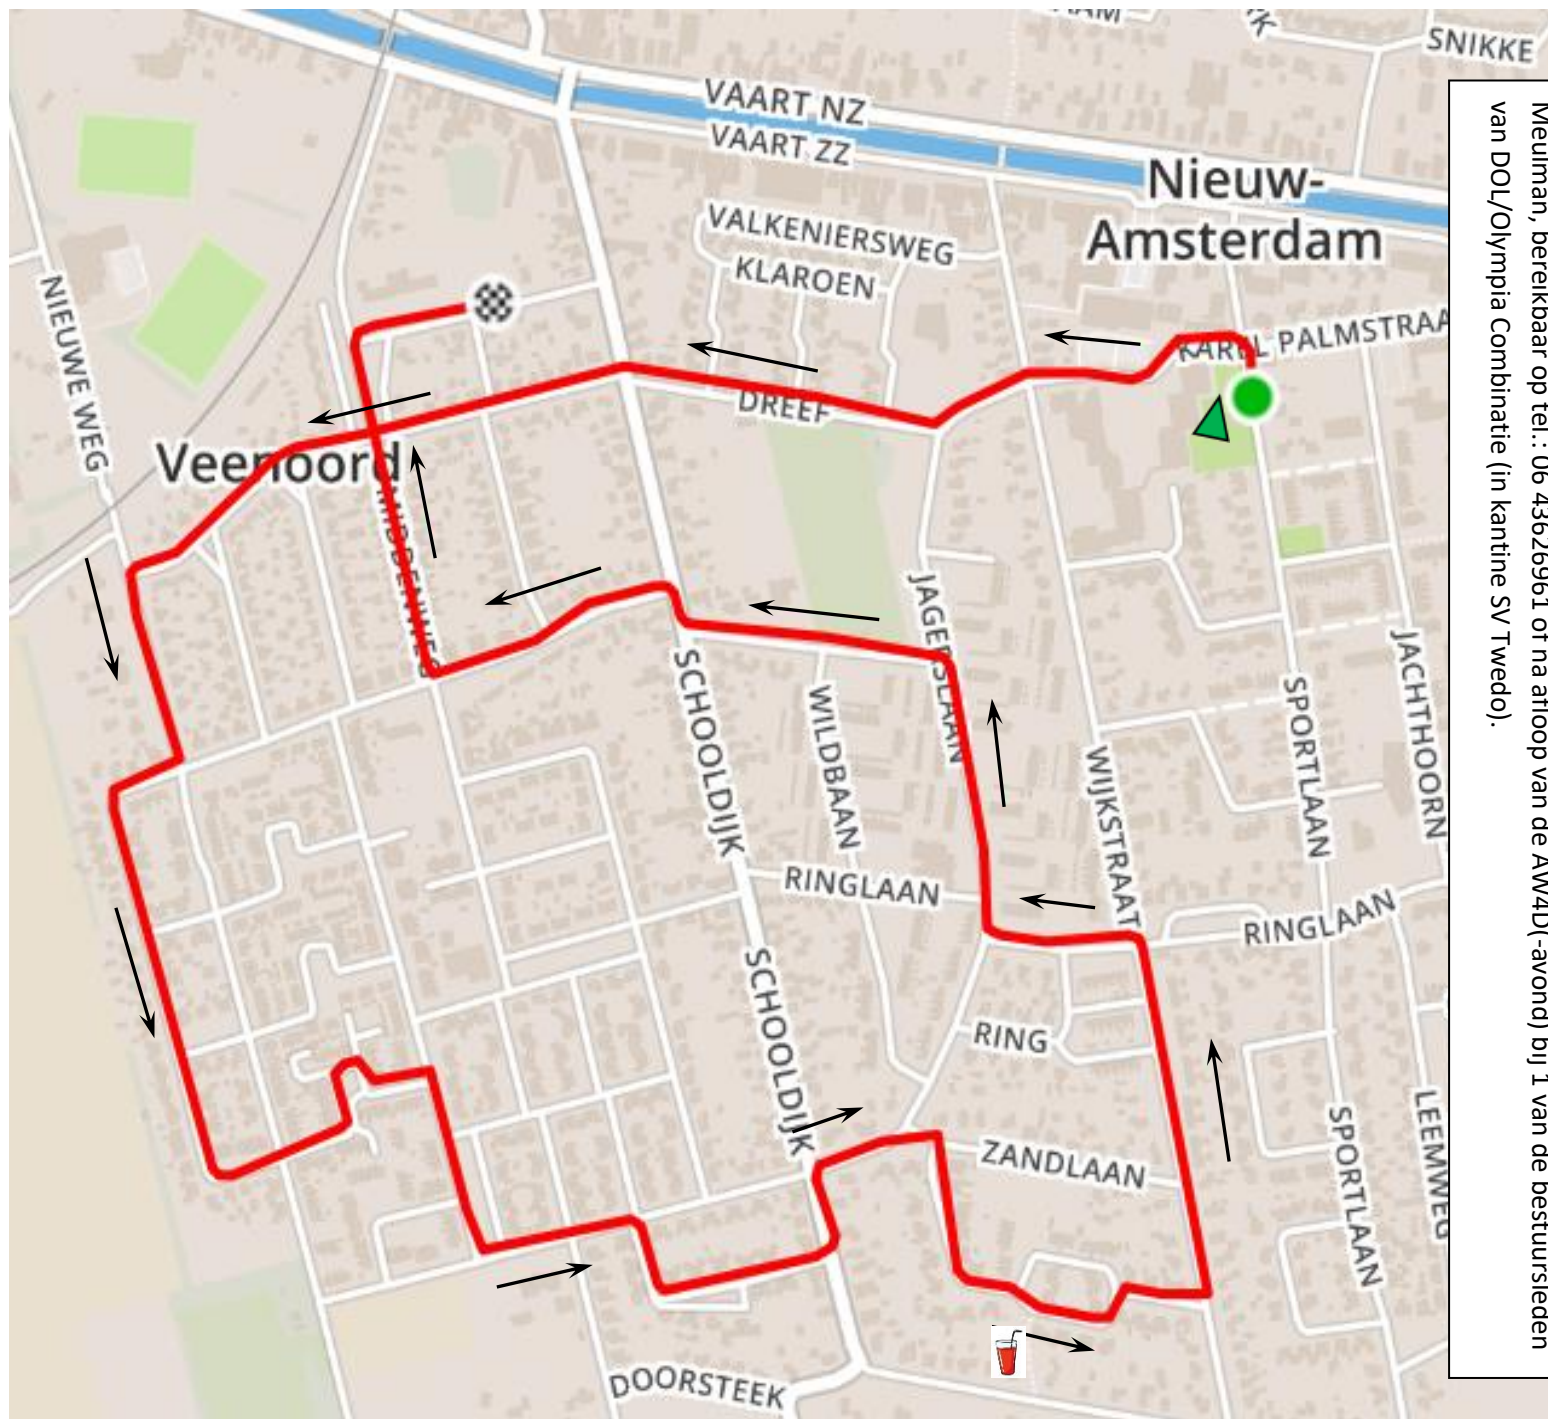 SNIKKE
VAART NZ
VAART ZZ
Nieuw-
Amsterdam
VALKENIERSWEG
KLAROEN
NIEUWE WEG
KAREL PALMSTRAA
DREEF
Veenoord
MIDDENWEG
JAGERSLAAN
SCHOOLDIJK
WILDBAAN
WIJKSTRAAT
SPORTLAAN
JACHTHOORN
RINGLAAN
RINGLAAN
SCHOOLDIJK
RING
ZANDLAAN
SPORTLAAN
LEEMWEG
DOORSTEEK
Meulman, bereikbaar op tel.: 06 43626961 of na afloop van de AW4D(-avond) bij 1 van de bestuursleden
van DOL/Olympia Combinatie (in kantine SV Twedo).